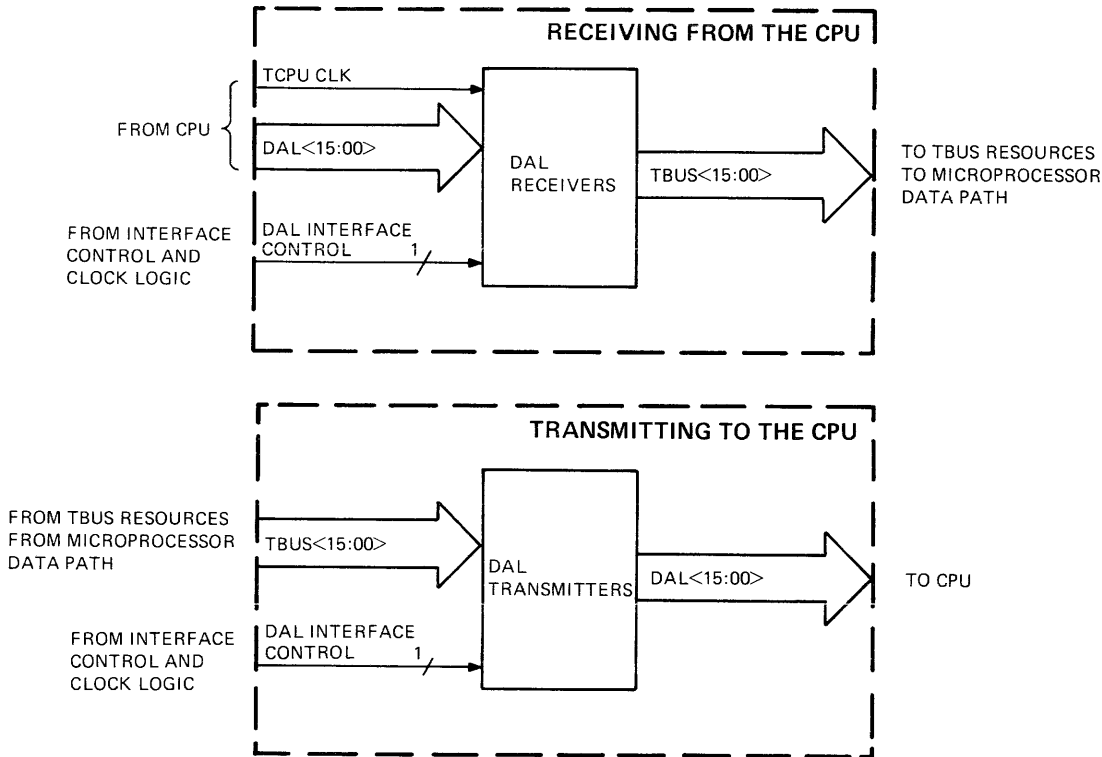 RECEIVING FROM THE CPU
TCPU CLK
FROM CPU
DAL<15:00>
DAL
RECEIVERS
TBUS<15:00>
TO TBUS RESOURCES
TO MICROPROCESSOR
DATA PATH
FROM INTERFACE
CONTROL AND
CLOCK LOGIC
DAL INTERFACE
CONTROL 1
TRANSMITTING TO THE CPU
FROM TBUS RESOURCES
FROM MICROPROCESSOR
DATA PATH
TBUS<15:00>
DAL
TRANSMITTERS
DAL<15:00>
TO CPU
FROM INTERFACE
CONTROL AND
CLOCK LOGIC
DAL INTERFACE
CONTROL 1